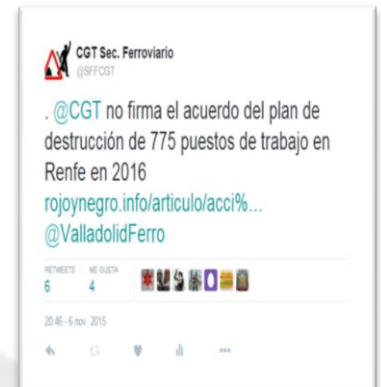 CGT Sec. Ferroviario
@SFFCGT
. @CGT no firma el acuerdo del plan de
destrucción de 775 puestos de trabajo en
Renfe en 2016
rojoynegro.info/articulo/acci%...
@ValladolidFerro
RETWEETS ME GUSTA
6 4
20:46 - 6 nov. 2015